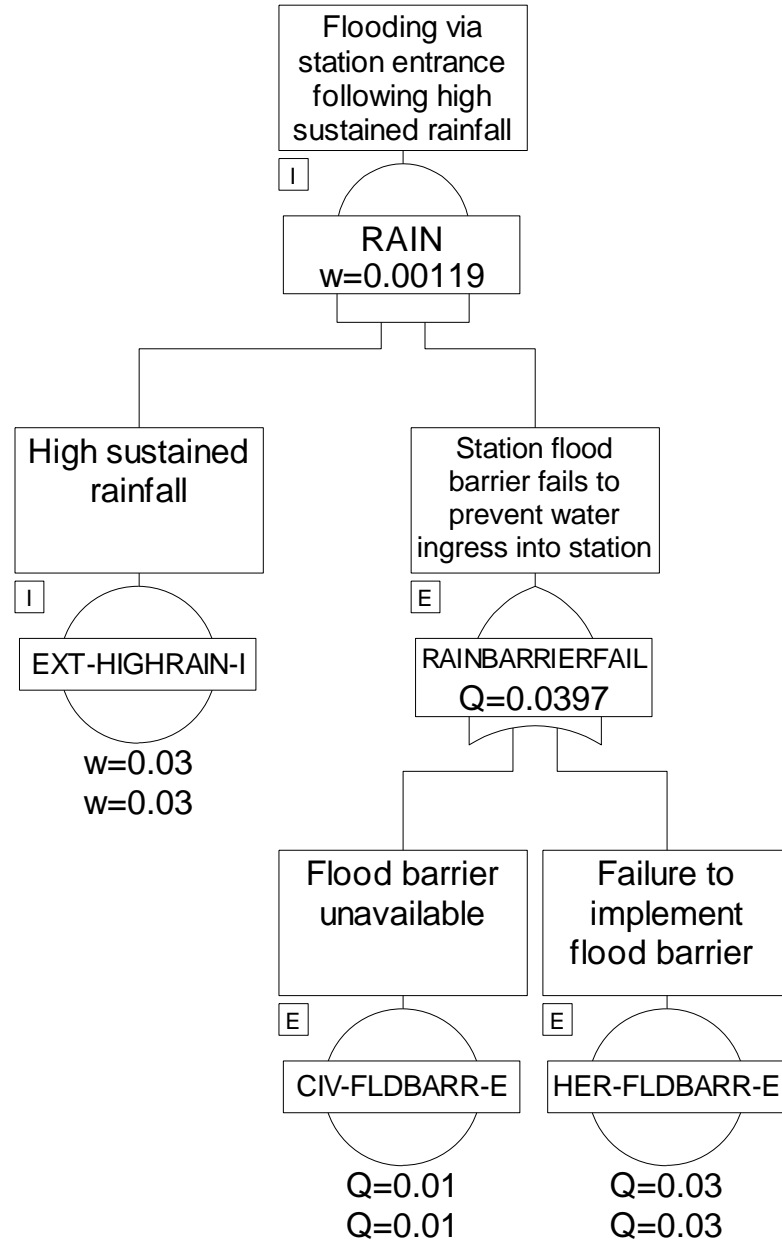 Flooding via
station entrance
following high
sustained rainfall
I
RAIN
w=0.00119
High sustained
rainfall
I
EXT-HIGHRAIN-I
w=0.03
w=0.03
Station flood
barrier fails to
prevent water
ingress into station
E
RAINBARRIERFAIL
Q=0.0397
Flood barrier
unavailable
E
CIV-FLDBARR-E
Q=0.01
Q=0.01
Failure to
implement
flood barrier
E
HER-FLDBARR-E
Q=0.03
Q=0.03